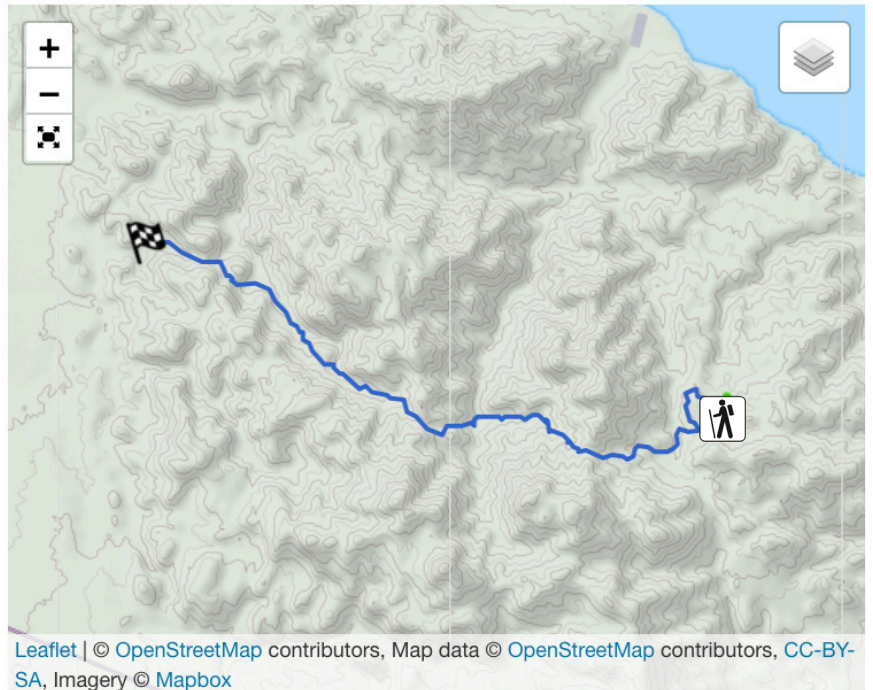 +
−
Leaflet | © OpenStreetMap contributors, Map data © OpenStreetMap contributors, CC-BY-
SA, Imagery © Mapbox